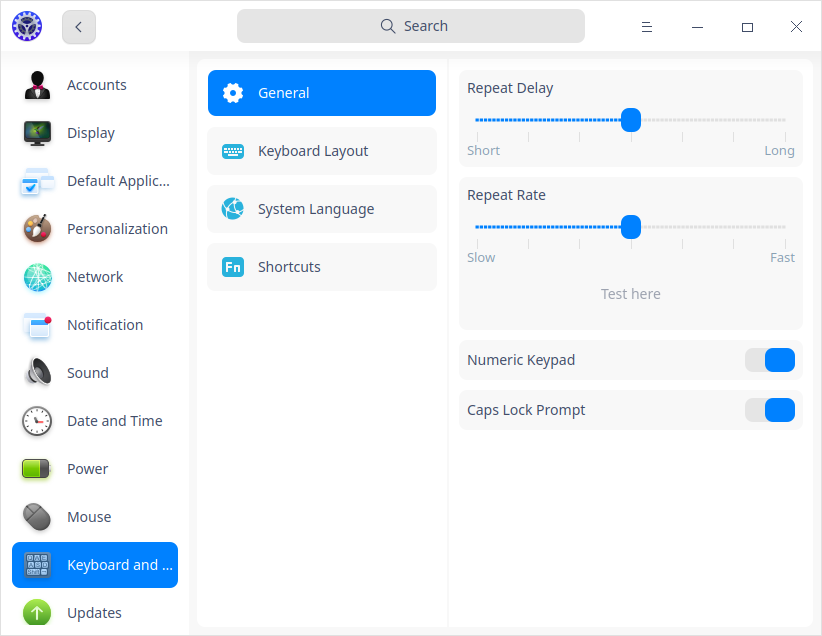 Search
Accounts
Display
Default Applic...
Personalization
Network
Notification
Sound
Date and Time
Power
Mouse
Keyboard and ...
Updates
General
Keyboard Layout
System Language
Fn Shortcuts
Repeat Delay
Short Long
Repeat Rate
Slow Fast
Test here
Numeric Keypad
Caps Lock Prompt